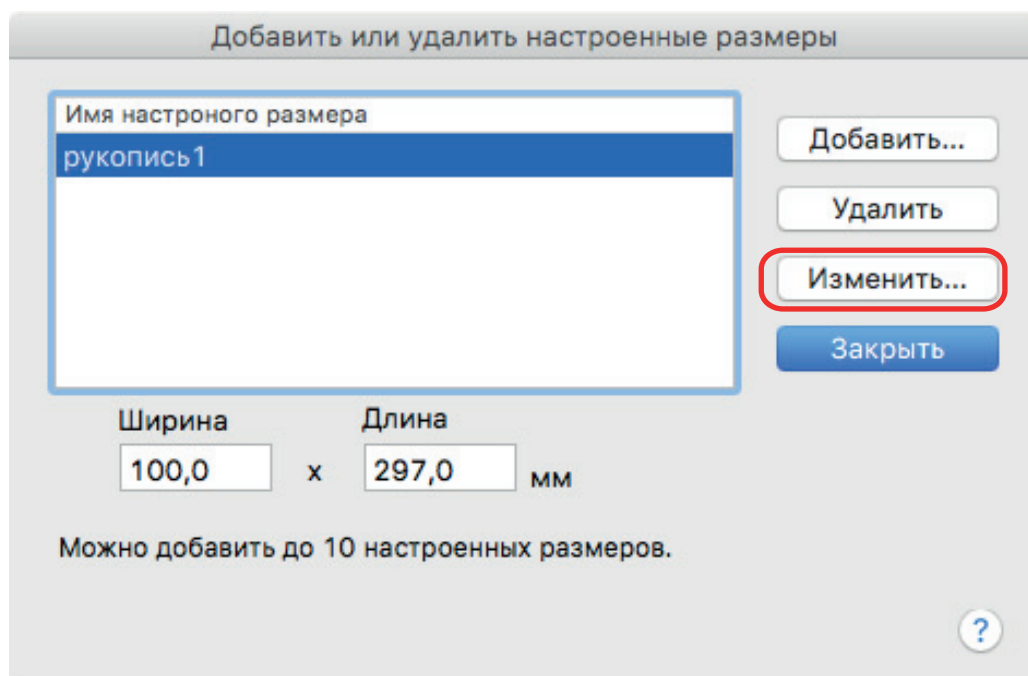 Добавить или удалить настроенные размеры
Имя настроного размера
рукопись1
Добавить...
Удалить
Изменить...
Закрыть
Ширина Длина
100,0 x 297,0 мм
Можно добавить до 10 настроенных размеров.
?